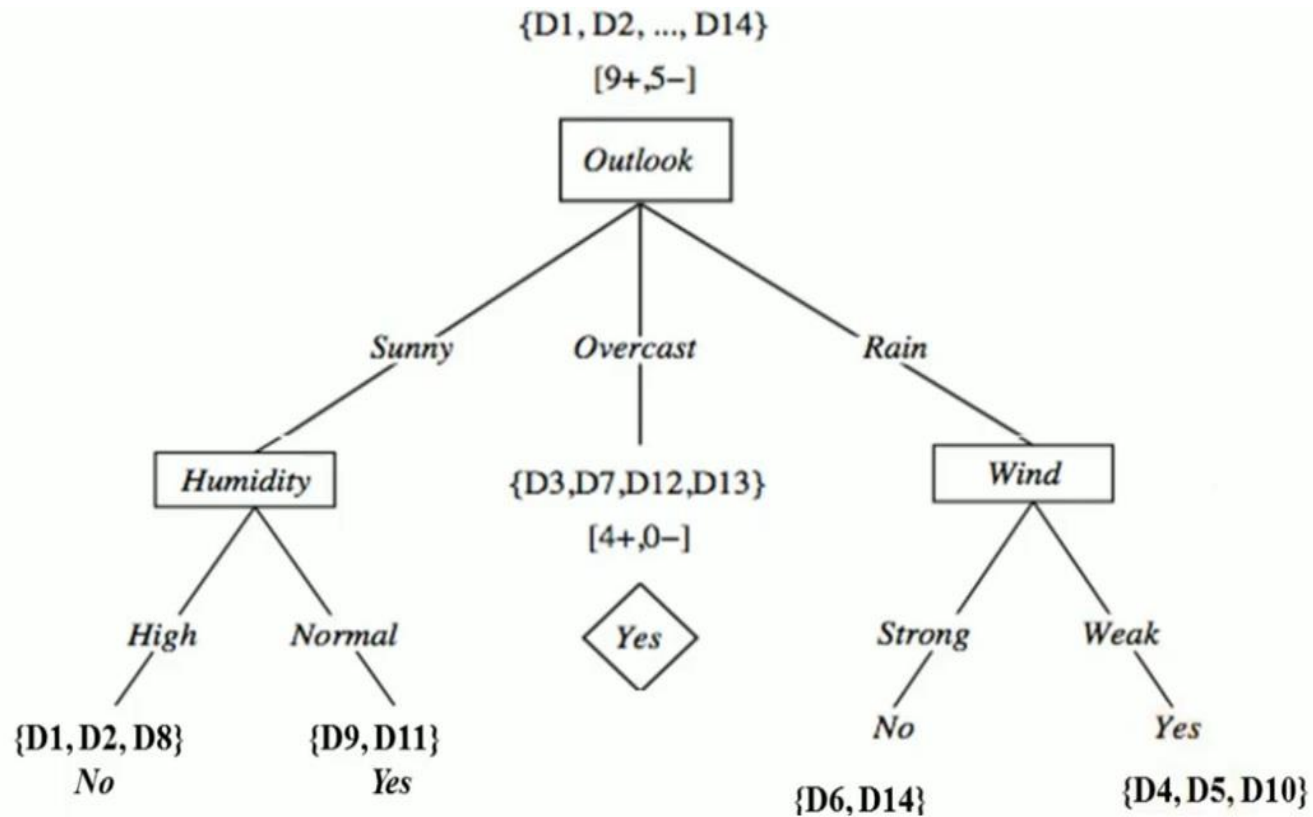 {D1, D2, ..., D14}
[9+,5−]
Outlook
Sunny
Overcast
Rain
Humidity
{D3,D7,D12,D13}
[4+,0−]
Wind
High
Normal
Yes
Strong
Weak
{D1, D2, D8}
No
{D9, D11}
Yes
No
{D6, D14}
Yes
{D4, D5, D10}